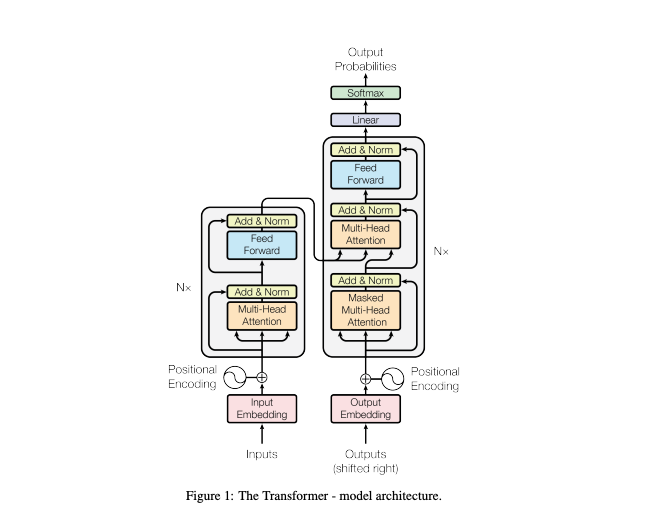 Output
Probabilities
Softmax
Linear
Add & Norm
Feed
Forward
Add & Norm
Multi-Head
Attention
Add & Norm
Masked
Multi-Head
Attention
N×
Add & Norm
Feed
Forward
Add & Norm
Multi-Head
Attention
N×
Positional
Encoding
Positional
Encoding
Input
Embedding
Output
Embedding
Inputs
Outputs
(shifted right)
Figure 1: The Transformer - model architecture.